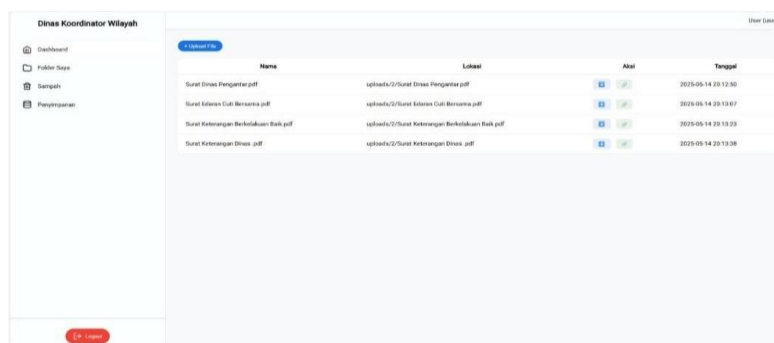 Dinas Koordinator Wilayah
User (user
Dashboard
Folder Saya
Sampah
Penyimpanan
+ Upload File
Nama Lokasi Aksi Tanggal
Surat Dinas Pengantar.pdf uploads/2/Surat Dinas Pengantar.pdf 2025-05-14 20:12:50
Surat Edaran Cuti Bersama.pdf uploads/2/Surat Edaran Cuti Bersama.pdf 2025-05-14 20:13:07
Surat Keterangan Berkelakuan Baik.pdf uploads/2/Surat Keterangan Berkelakuan Baik.pdf 2025-05-14 20:13:23
Surat Keterangan Dinas .pdf uploads/2/Surat Keterangan Dinas .pdf 2025-05-14 20:13:38
Logout